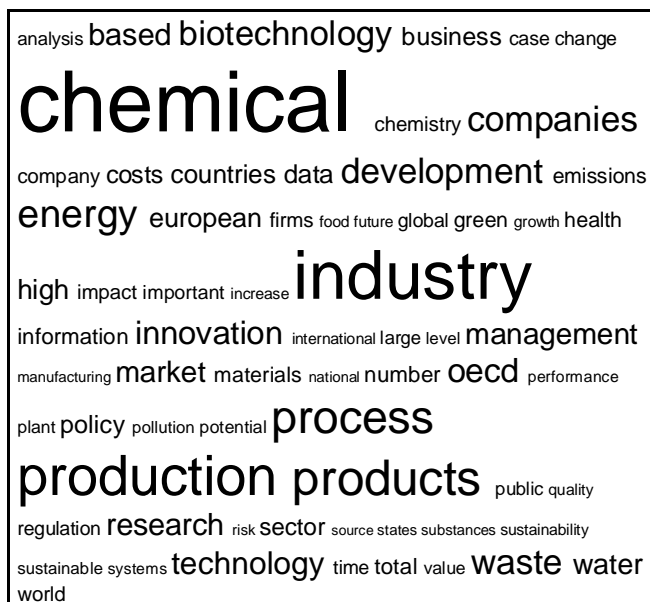 analysis based biotechnology business case change
chemical chemistry companies
company costs countries data development emissions
energy european firms food future global green growth health
high impact important increase industry
information innovation international large level management
manufacturing market materials national number oecd performance
plant policy pollution potential process
production products public quality
regulation research risk sector source states substances sustainability
sustainable systems technology time total value waste water
world